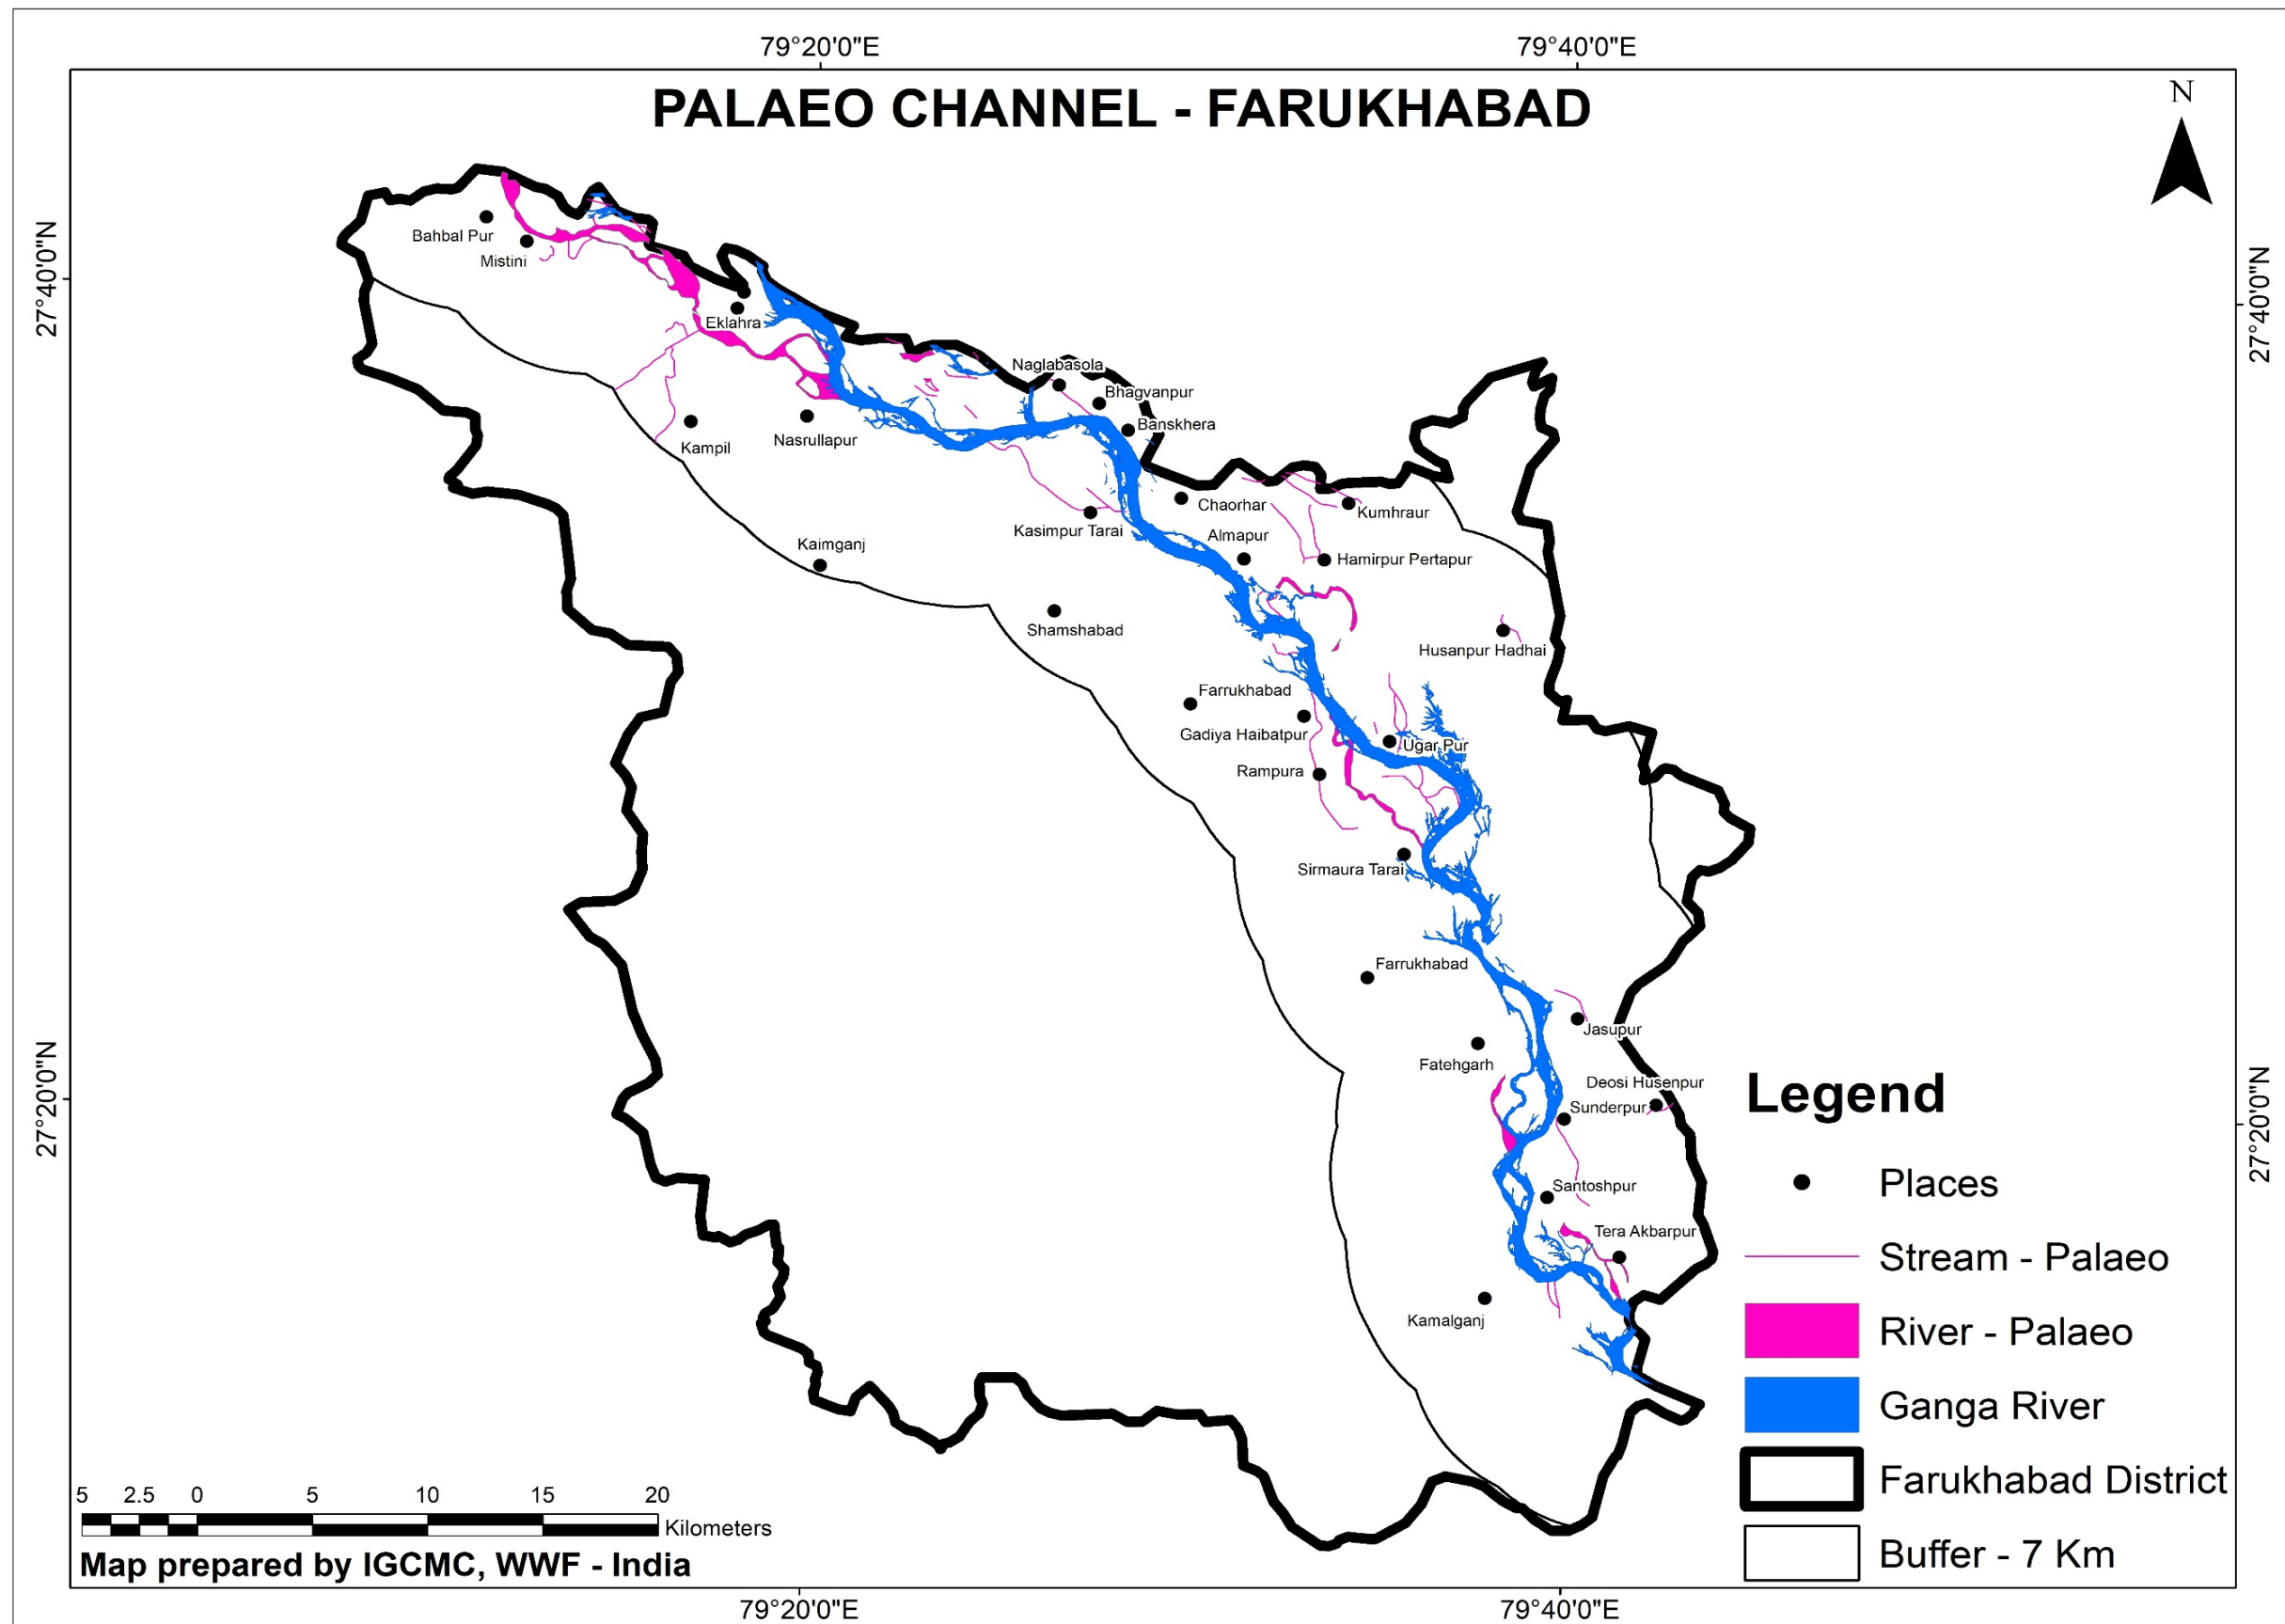 79°20'0"E
79°40'0"E
PALAEO CHANNEL - FARUKHABAD
N
27°40'0"N
27°40'0"N
Bahbal Pur
Mistini
Eklahra
Naglabasola
Bhagvanpur
Banskhera
Kampil
Nasrullapur
Chaorhar
Kumhraur
Kasimpur Tarai
Almapur
Kaimganj
Hamirpur Pertapur
Shamshabad
Husanpur Hadhai
Farrukhabad
Gadiya Haibatpur
Ugar Pur
Rampura
Sirmaura Tarai
Farrukhabad
Jasupur
Fatehgarh
Deosi Husenpur
Sunderpur
27°20'0"N
27°20'0"N
Santoshpur
Tera Akbarpur
Kamalganj
Legend
Places
Stream - Palaeo
River - Palaeo
Ganga River
Farukhabad District
Buffer - 7 Km
5 2.5 0 5 10 15 20
Kilometers
Map prepared by IGCMC, WWF - India
79°20'0"E
79°40'0"E